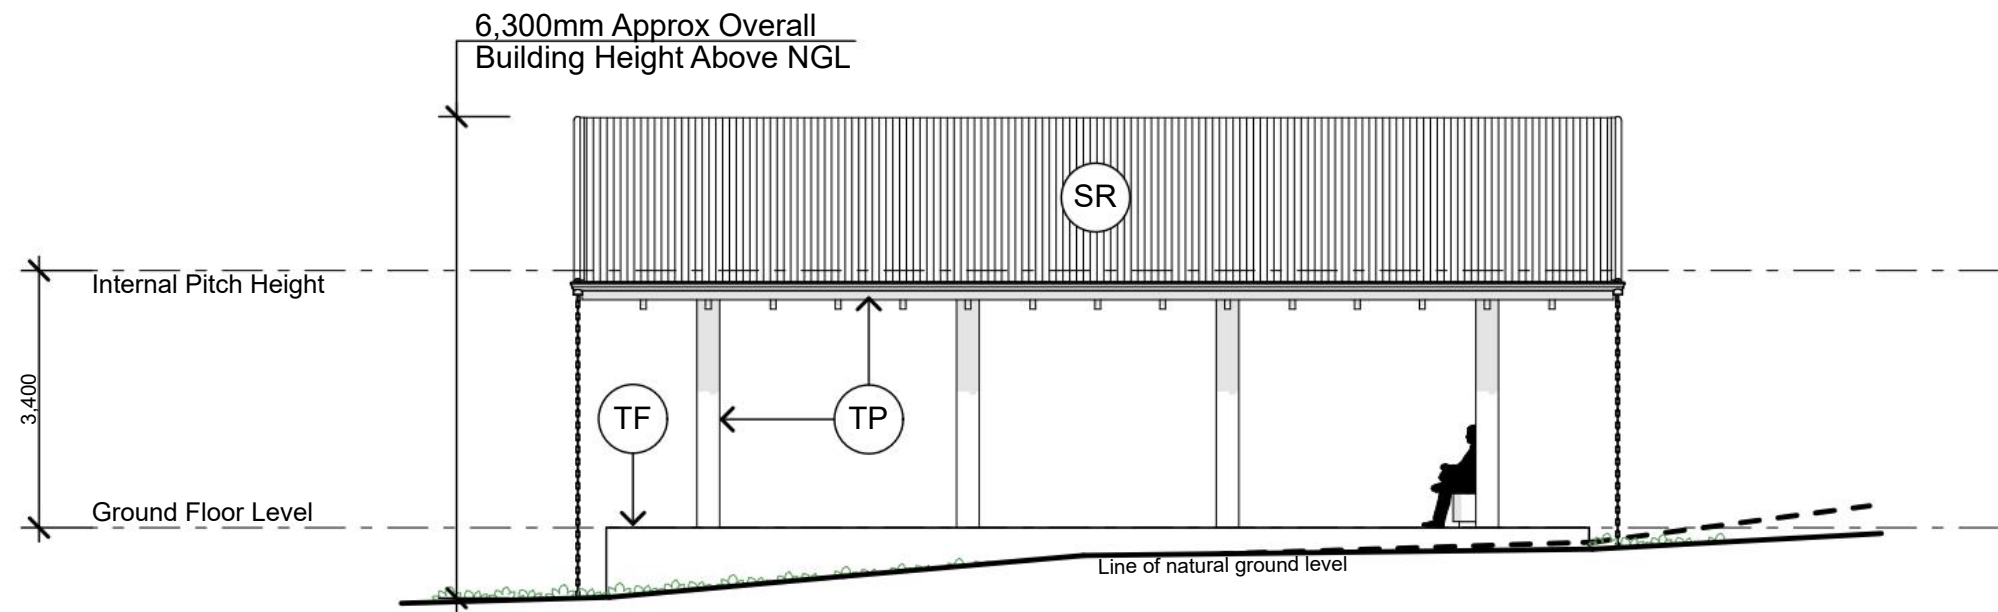 6,300mm Approx Overall
Building Height Above NGL
SR
Internal Pitch Height
3,400
TF
TP
Ground Floor Level
Line of natural ground level